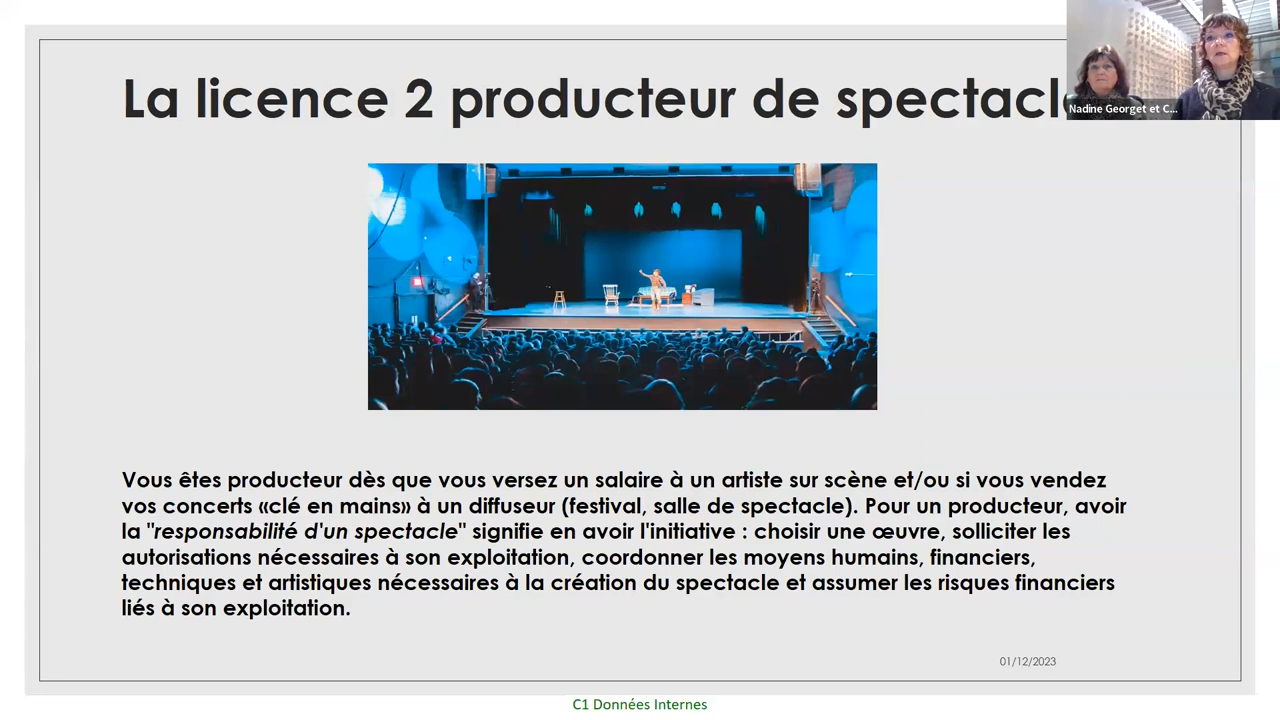 La licence 2 producteur de spectacle
Nadine Georget et C...
Vous êtes producteur dès que vous versez un salaire à un artiste sur scène et/ou si vous vendez
vos concerts «clé en mains» à un diffuseur (festival, salle de spectacle). Pour un producteur, avoir
la "responsabilité d'un spectacle" signifie en avoir l'initiative : choisir une œuvre, solliciter les
autorisations nécessaires à son exploitation, coordonner les moyens humains, financiers,
techniques et artistiques nécessaires à la création du spectacle et assumer les risques financiers
liés à son exploitation.
01/12/2023
C1 Données Internes